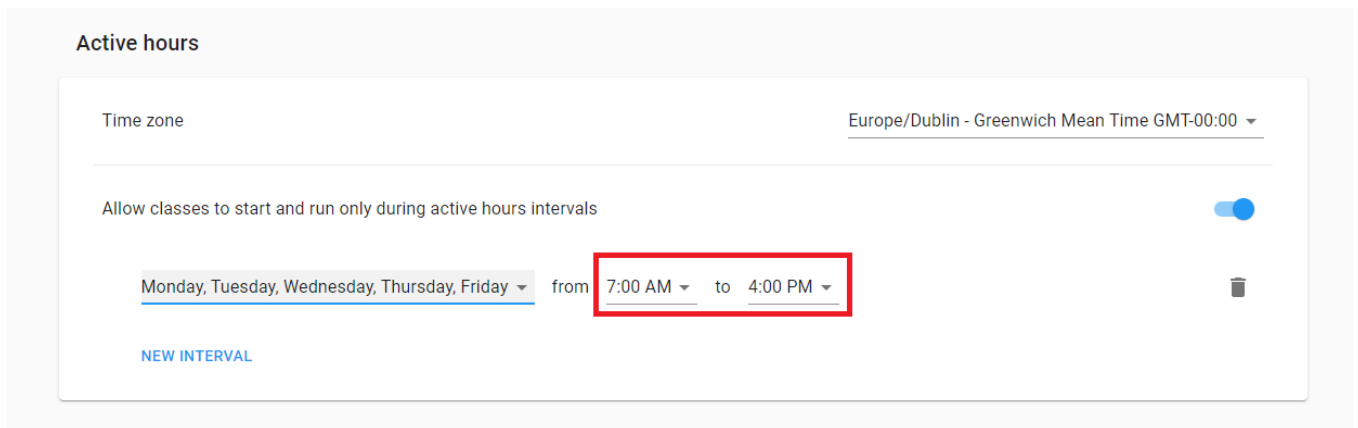 Active hours
Time zone
Europe/Dublin - Greenwich Mean Time GMT-00:00
Allow classes to start and run only during active hours intervals
Monday, Tuesday, Wednesday, Thursday, Friday from 7:00 AM to 4:00 PM
NEW INTERVAL